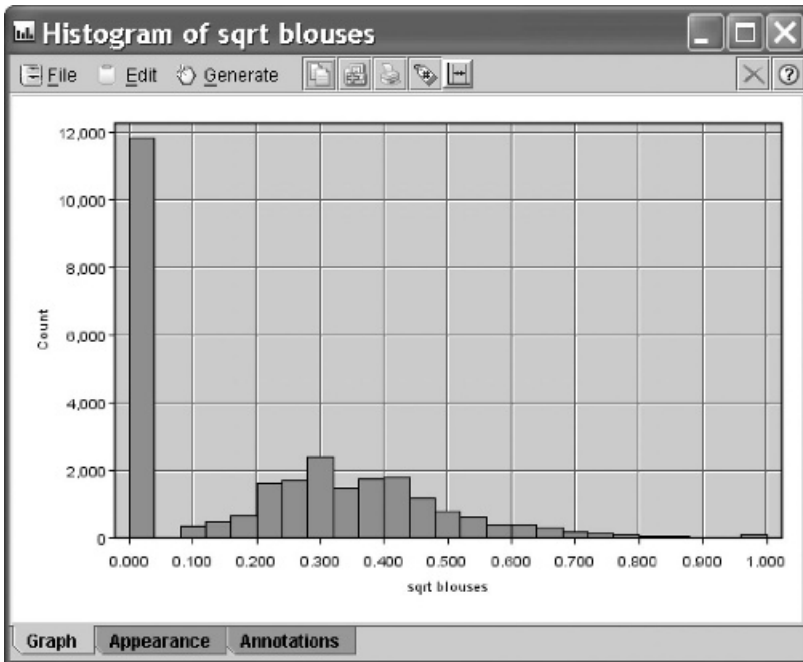 Histogram of sqrt blouses
File Edit Generate
12,000
10,000
8,000
6,000
4,000
2,000
0
Count
0.000 0.100 0.200 0.300 0.400 0.500 0.600 0.700 0.800 0.900 1.000
sqrt blouses
Graph Appearance Annotations